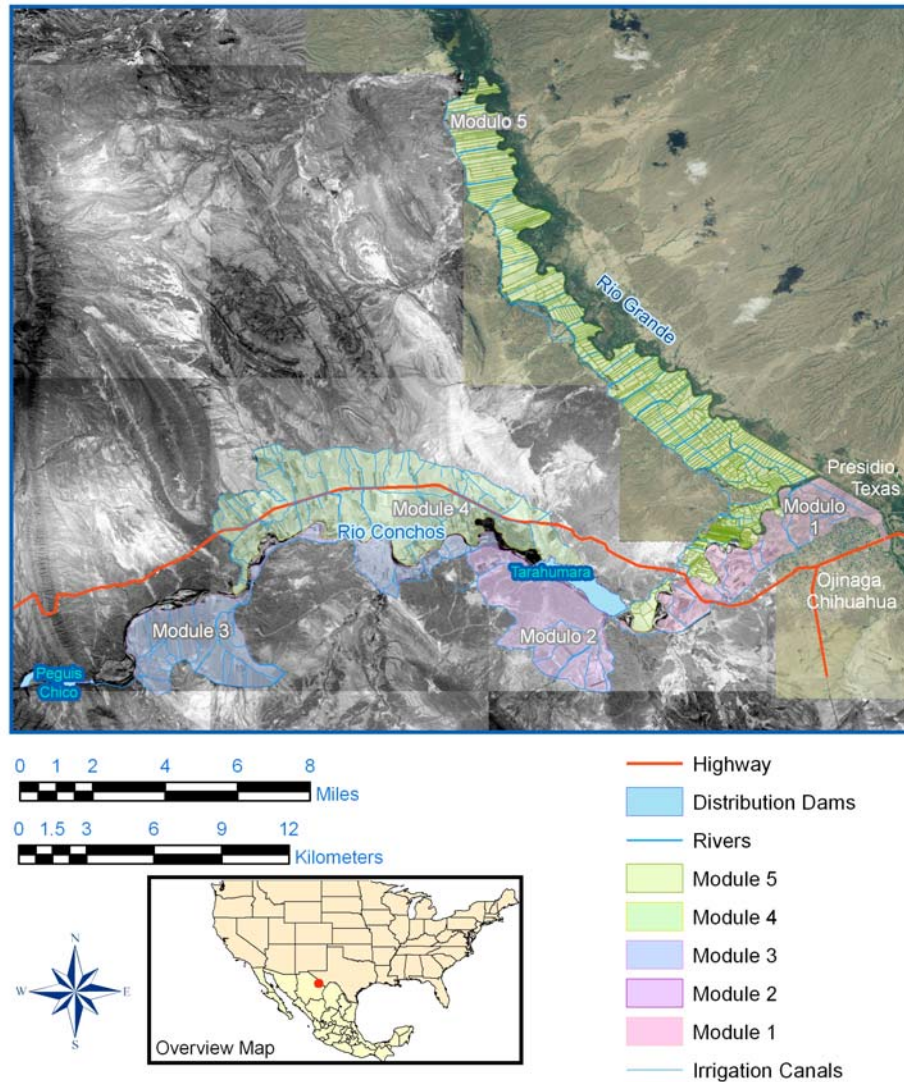 Modulo 5
Rio Grande
Presidio,
Texas
Modulo
1
Module 4
Rio Conchos
Tarahumara
Ojinaga,
Chihuahua
Module 3
Modulo 2
Peguis
Chico
0 1 2 4 6 8
Miles
0 1.5 3 6 9 12
Kilometers
N
W E
S
Overview Map
Highway
Distribution Dams
Rivers
Module 5
Module 4
Module 3
Module 2
Module 1
Irrigation Canals